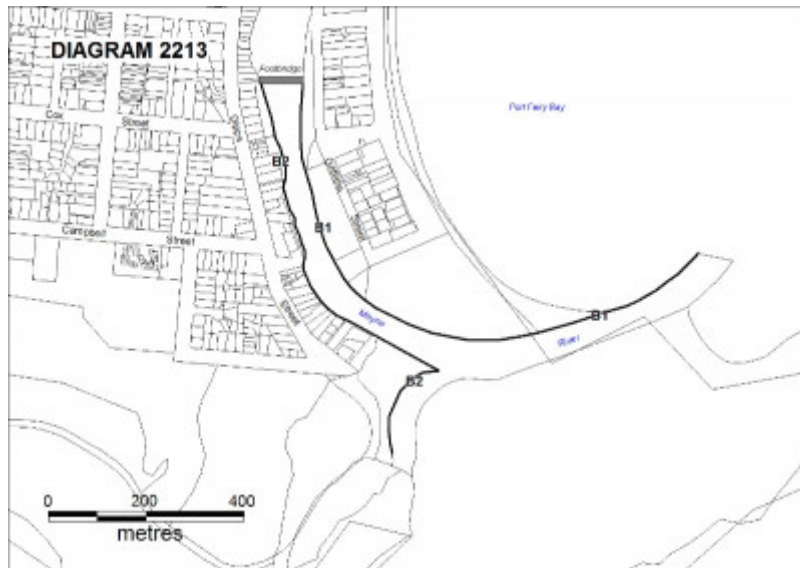 DIAGRAM 2213
Footbridge
Port Fairy Bay
Cox
Street
B2
B1
Campbell
Street
Street
Moyne
B1
River
B2
0 200 400
metres